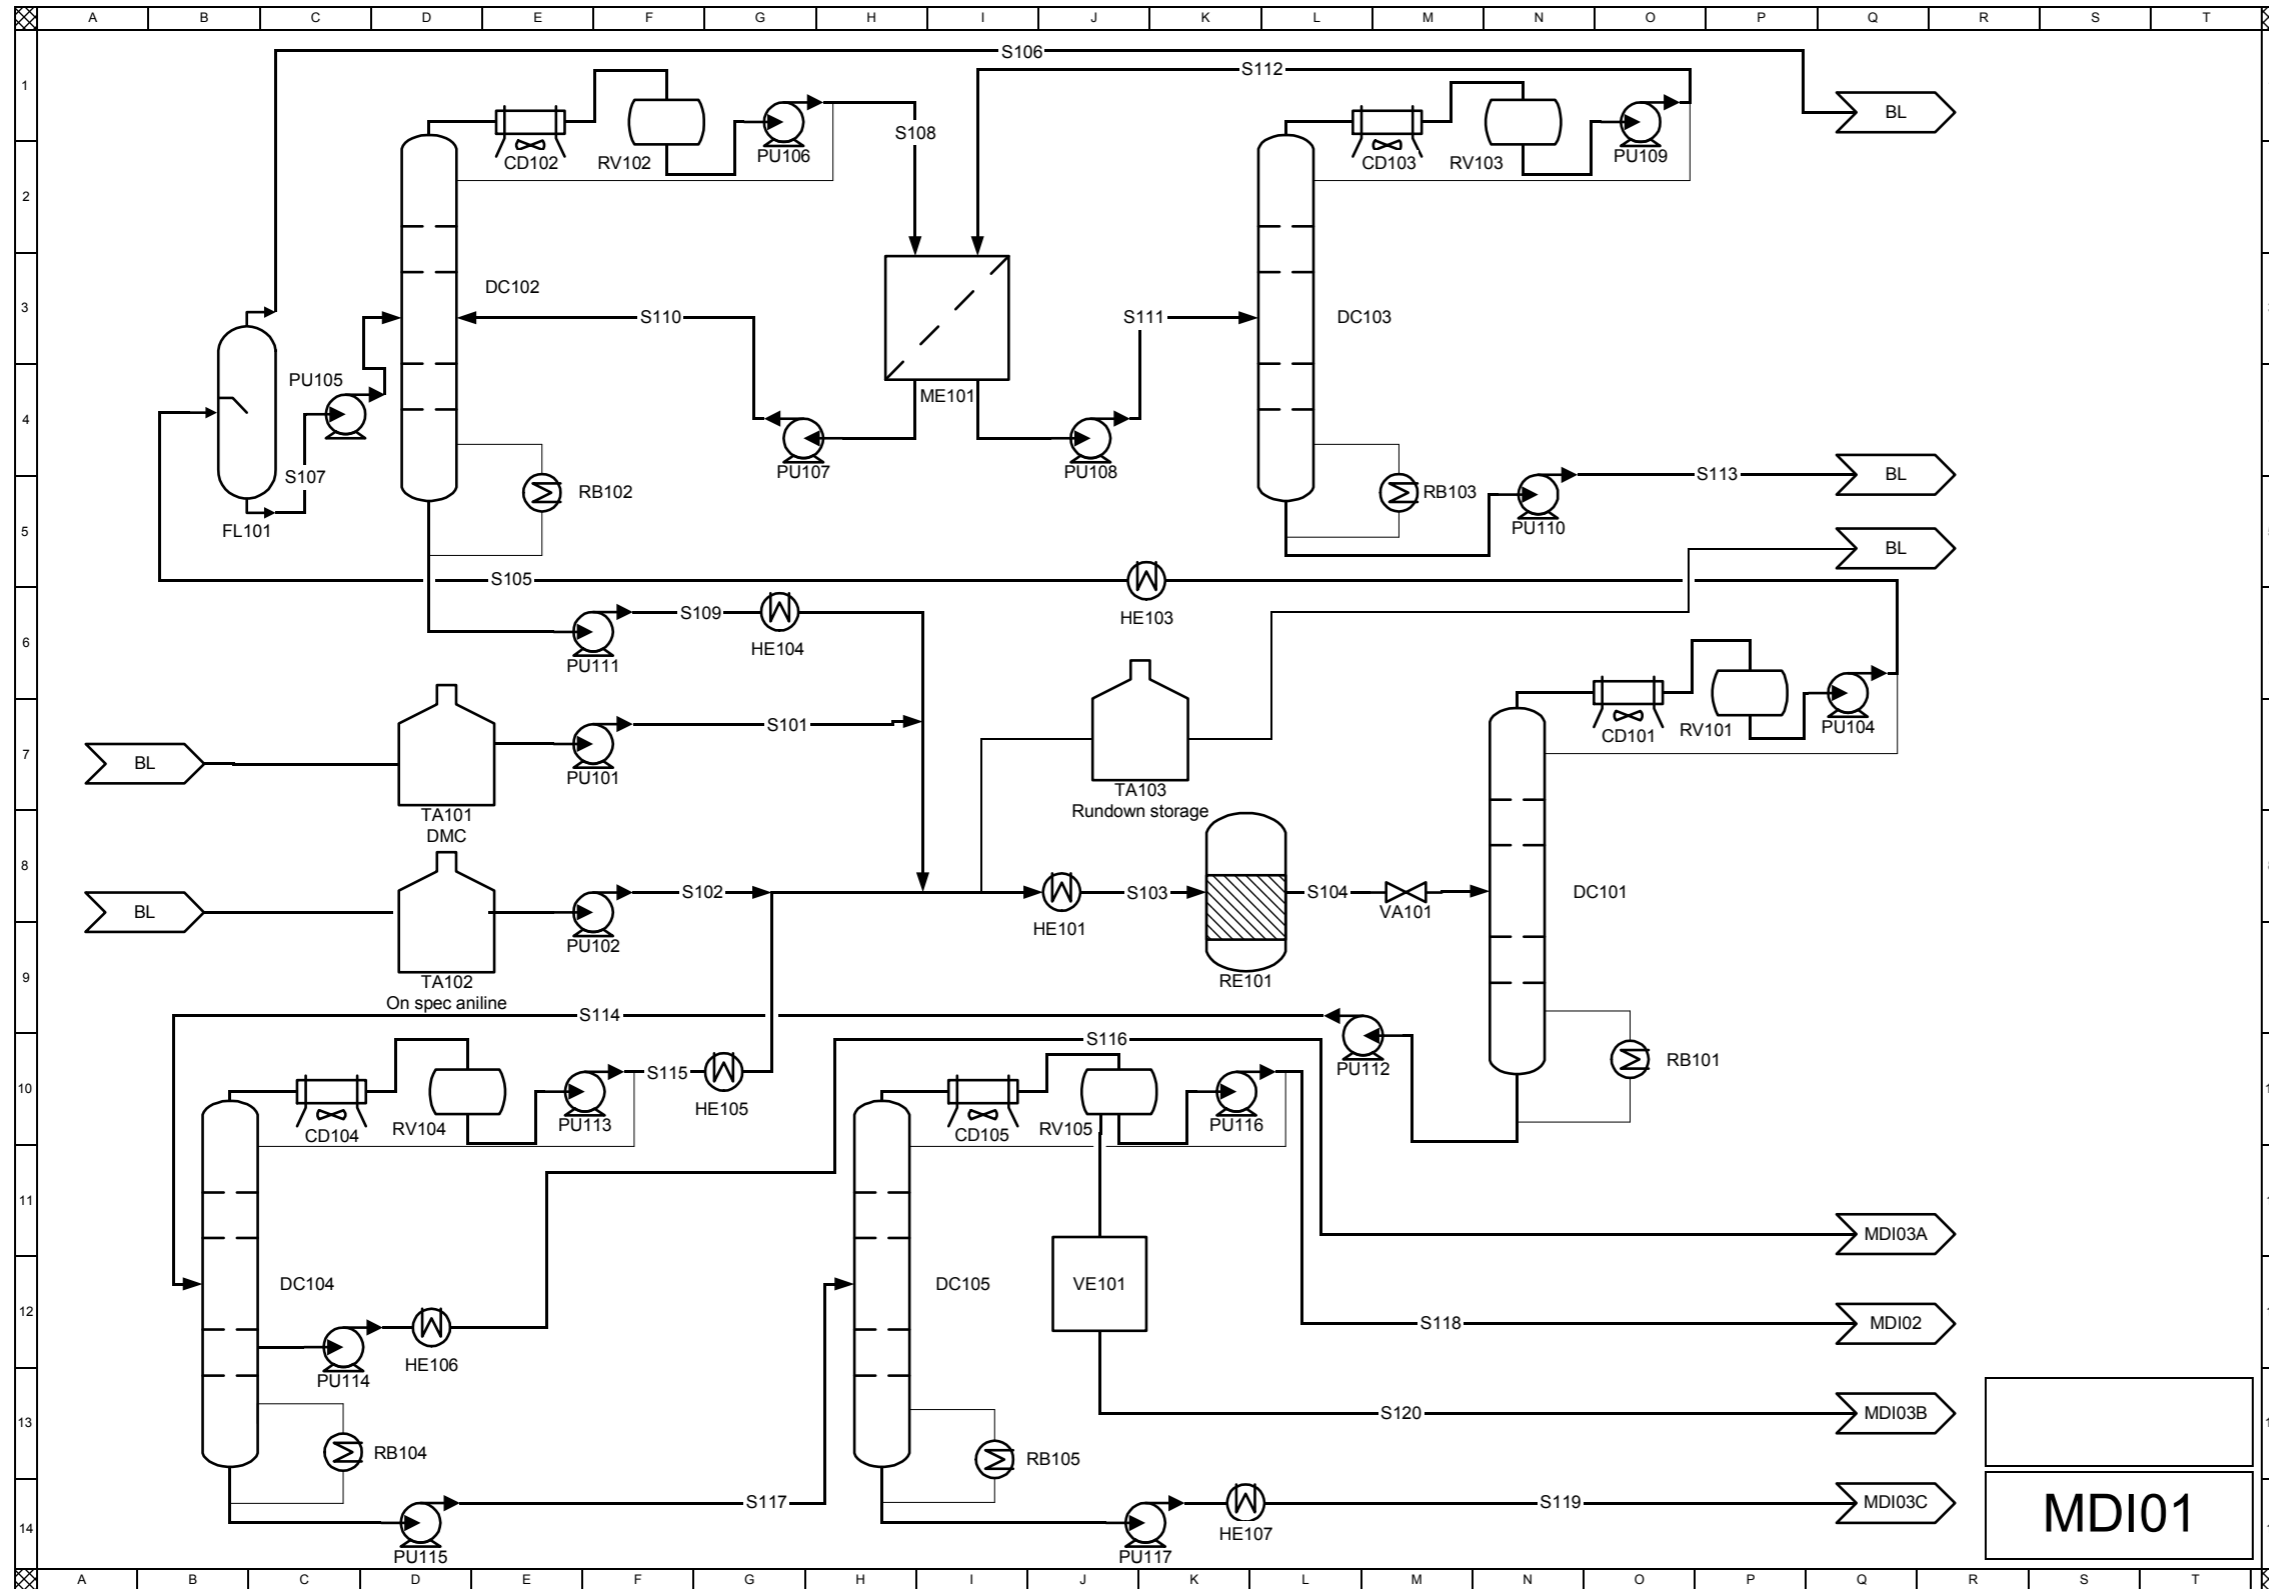 A B C D E F G H I J K L M N O P Q R S T
S106
1
S112
BL
S108
CD102
RV102
PU106
CD103
RV103
PU109
2
DC102
3
S110
S111
DC103
PU105
ME101
4
S107
PU107
PU108
S113
BL
RB102
RB103
FL101
PU110
5
BL
S105
HE103
S109
HE104
6
PU111
S101
RV101
PU104
CD101
7
BL
PU101
TA101
DMC
TA103
Rundown storage
8
S102
S103
S104
DC101
BL
VA101
HE101
PU102
9
TA102
On spec aniline
RE101
S114
S116
RB101
S115
PU112
10
HE105
CD104
RV104
PU113
CD105
RV105
PU116
11
MDI03A
DC104
DC105
VE101
12
S118
MDI02
HE106
PU114
S120
MDI03B
13
RB104
RB105
S117
S119
MDI03C
MDI01
14
HE107
PU115
PU117
A B C D E F G H I J K L M N O P Q R S T